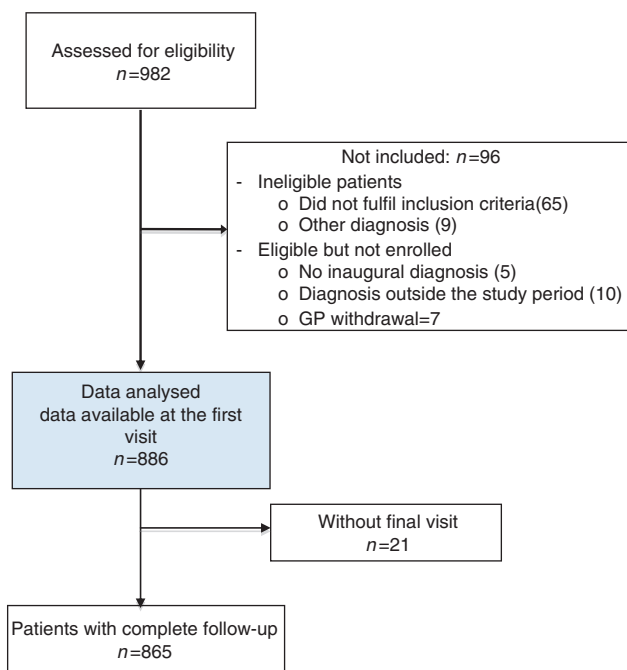 Assessed for eligibility
n=982
Not included: n=96
- Ineligible patients
o Did not fulfil inclusion criteria(65)
o Other diagnosis (9)
- Eligible but not enrolled
o No inaugural diagnosis (5)
o Diagnosis outside the study period (10)
o GP withdrawal=7
Data analysed
data available at the first
visit
n=886
Without final visit
n=21
Patients with complete follow-up
n=865